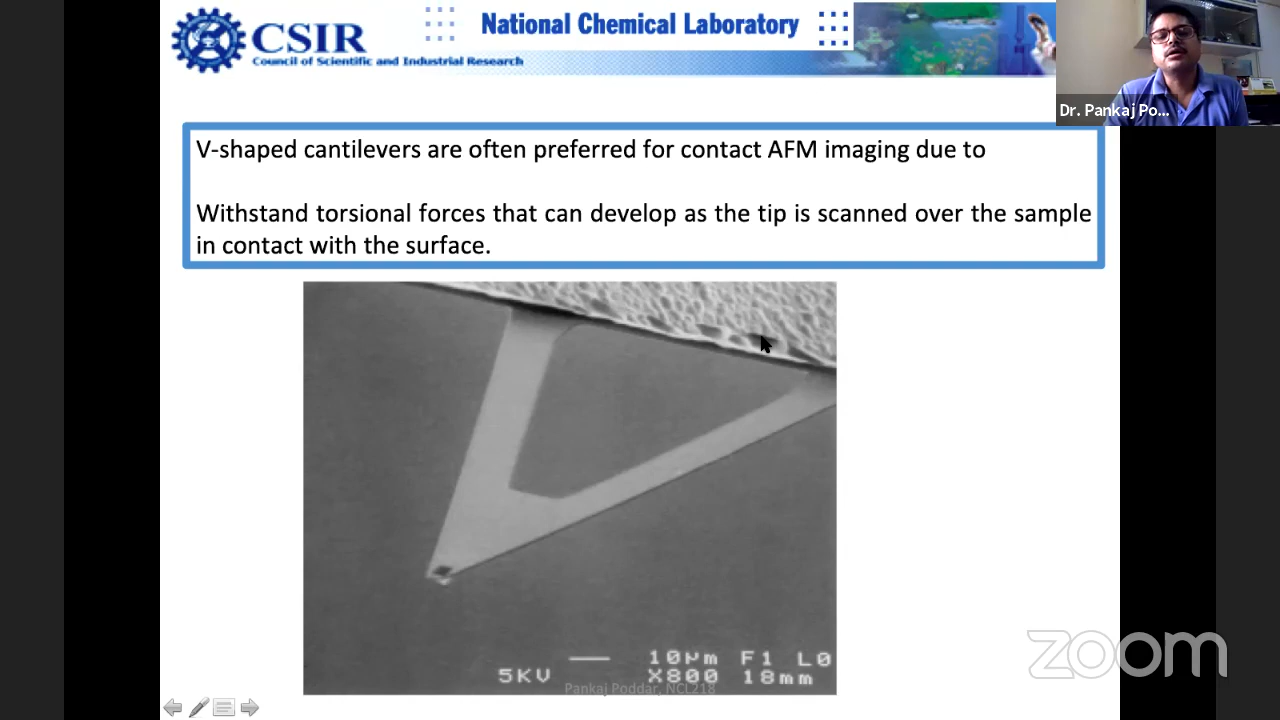 CSIR
Council of Scientific and Industrial Research
National Chemical Laboratory
Dr. Pankaj Po...
V-shaped cantilevers are often preferred for contact AFM imaging due to
Withstand torsional forces that can develop as the tip is scanned over the sample
in contact with the surface.
10µm F1 L0
5KV X800 18mm
Pankaj Poddar, NCL218
zoom